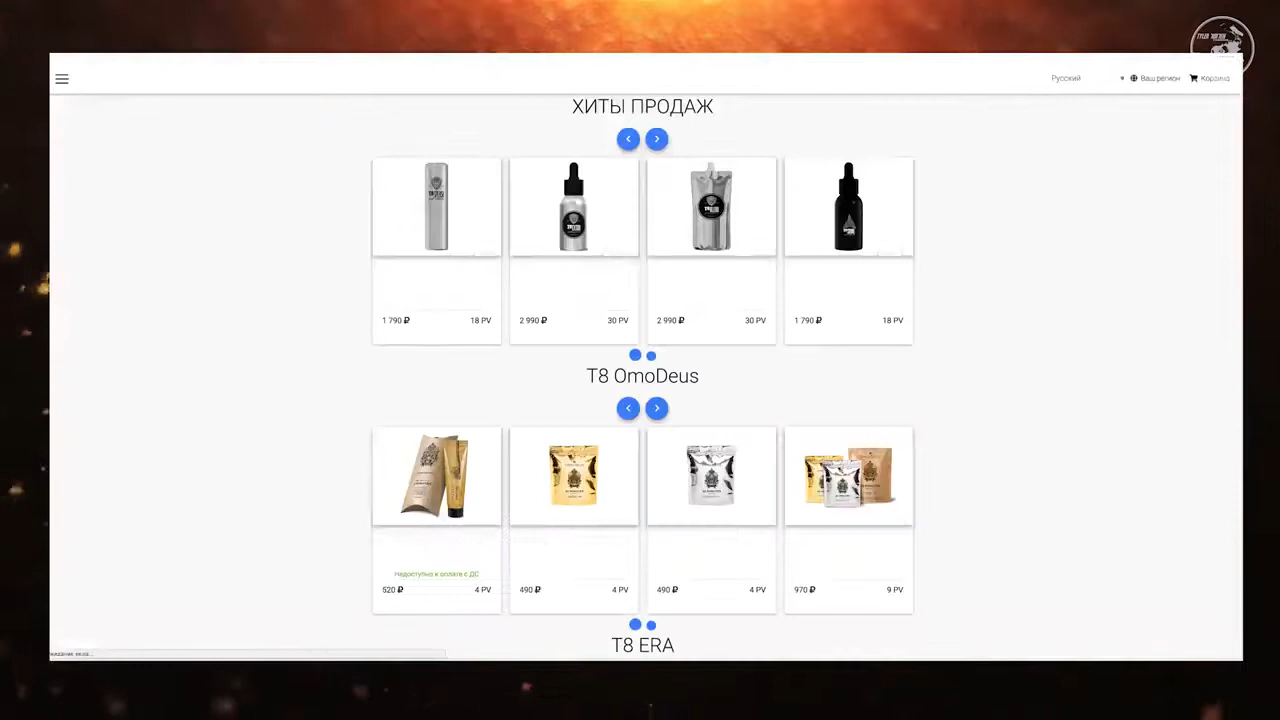 Русский
Ваш регион
Корзина
ХИТЫ ПРОДАЖ
1 790 ₽ 18 PV
2 990 ₽ 30 PV
2 990 ₽ 30 PV
1 790 ₽ 18 PV
T8 OmoDeus
Недоступно к оплате с ДС
520 ₽ 4 PV
490 ₽ 4 PV
490 ₽ 4 PV
970 ₽ 9 PV
T8 ERA